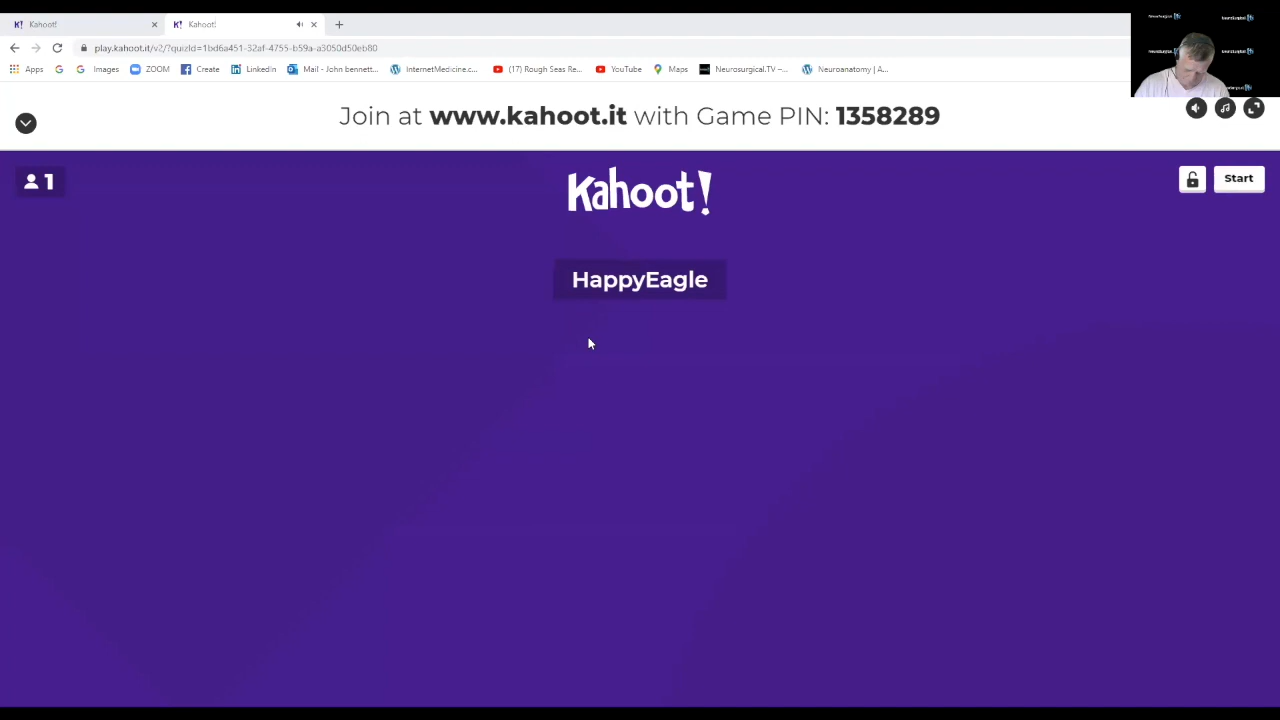 Kahoot!
Kahoot!
play.kahoot.it/v2/?quizId=1bd6a451-32af-4755-b59a-a3050d50eb80
Apps Images ZOOM Create LinkedIn Mail - John bennett... InternetMedicine.c... (17) Rough Seas Re... YouTube Maps Neurosurgical.TV –... Neuroanatomy | A...
Join at www.kahoot.it with Game PIN: 1358289
1
Kahoot!
Start
HappyEagle